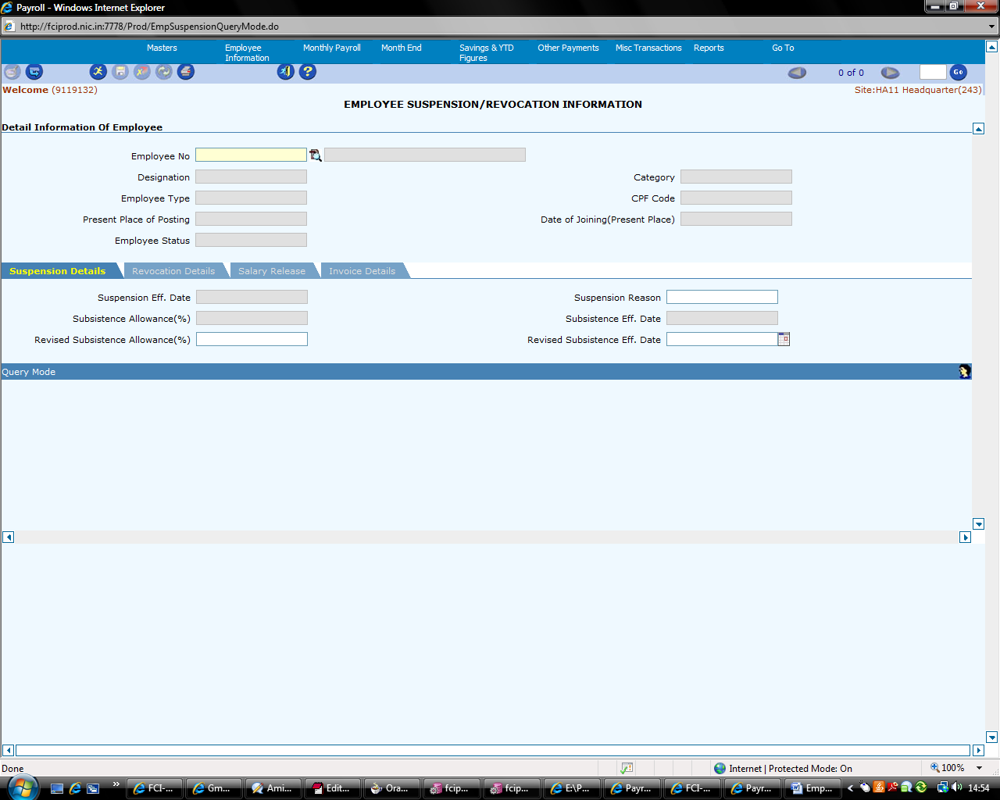 Payroll - Windows Internet Explorer
http://fciprod.nic.in:7778/Prod/EmpSuspensionQueryMode.do
Masters Employee Information Monthly Payroll Month End Savings & YTD Figures Other Payments Misc Transactions Reports Go To
0 of 0 Go
Welcome (9119132) Site:HA11 Headquarter(243)
EMPLOYEE SUSPENSION/REVOCATION INFORMATION
Detail Information Of Employee
Employee No
Designation Category
Employee Type CPF Code
Present Place of Posting Date of Joining(Present Place)
Employee Status
Suspension Details Revocation Details Salary Release Invoice Details
Suspension Eff. Date Suspension Reason
Subsistence Allowance(%) Subsistence Eff. Date
Revised Subsistence Allowance(%) Revised Subsistence Eff. Date
Query Mode
Done Internet | Protected Mode: On 100%
» FCI-... Gm... Ami... Edit... Ora... fcip... fcip... E:\P... Payr... FCI-... Payr... Emp... 14:54